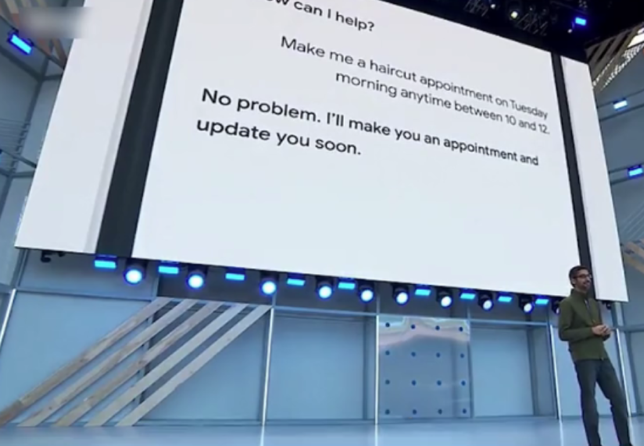 can I help?
Make me a haircut appointment on Tuesday
morning anytime between 10 and 12.
No problem. I'll make you an appointment and
update you soon.